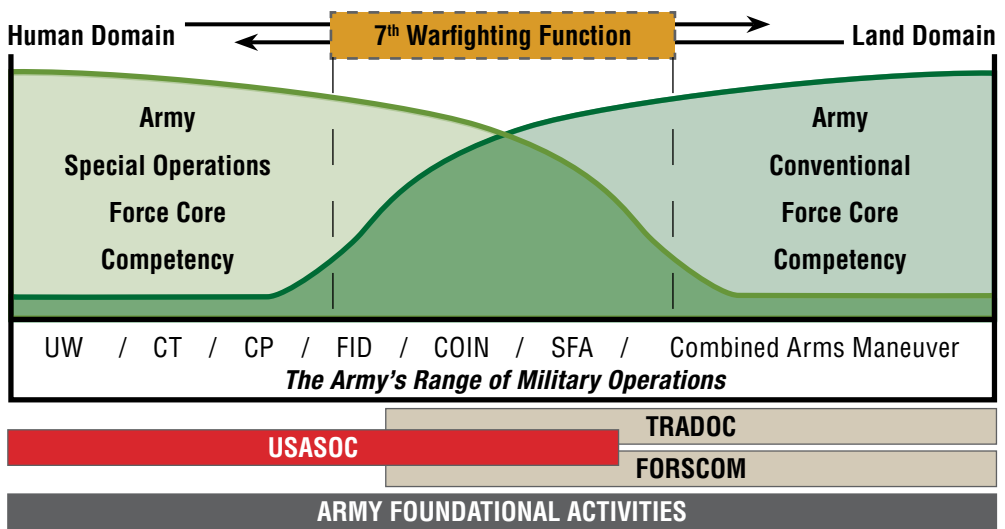 Human Domain
7th Warfighting Function
Land Domain
Army
Special Operations
Force Core
Competency
Army
Conventional
Force Core
Competency
UW / CT / CP / FID / COIN / SFA / Combined Arms Maneuver
The Army's Range of Military Operations
TRADOC
USASOC
FORSCOM
ARMY FOUNDATIONAL ACTIVITIES